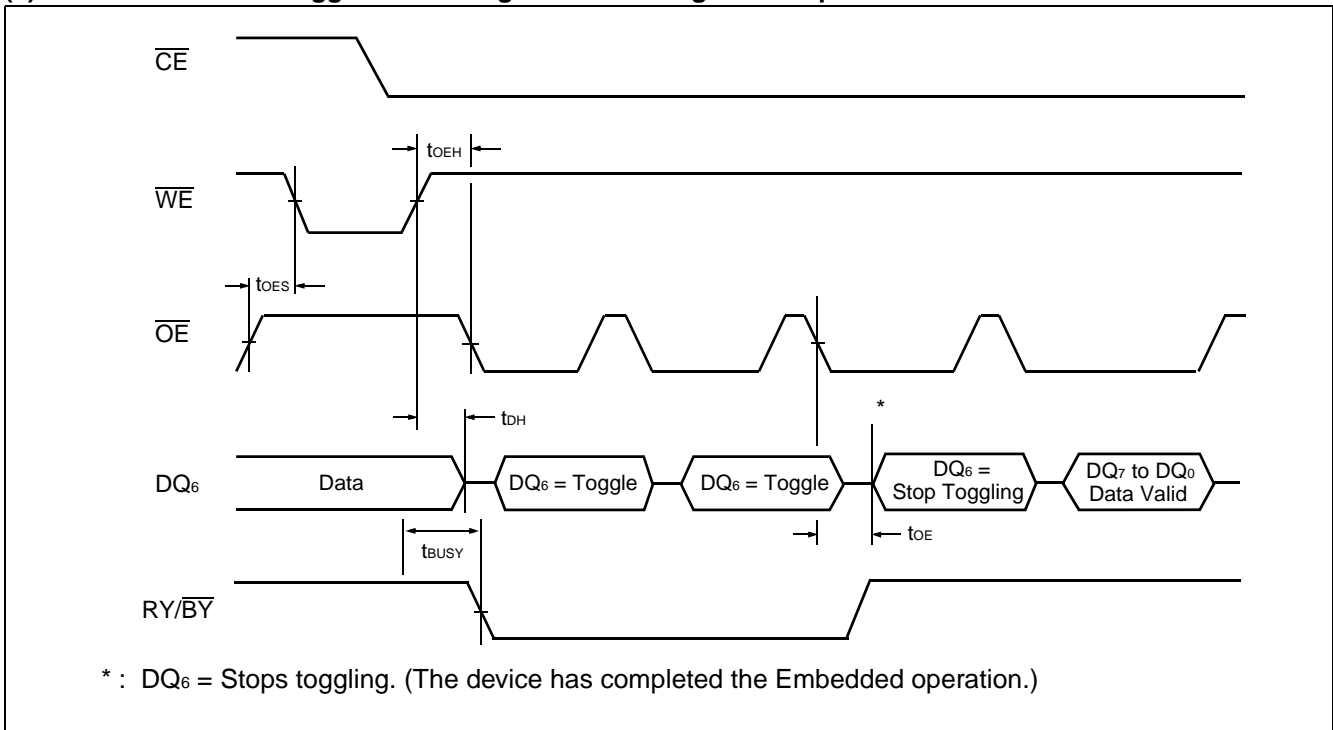 CE
tOEH
WE
tOES
OE
*
tDH
DQ6
Data
DQ6 = Toggle
DQ6 = Toggle
DQ6 =
Stop Toggling
DQ7 to DQ0
Data Valid
tBUSY
tOE
RY/BY
* : DQ6 = Stops toggling. (The device has completed the Embedded operation.)